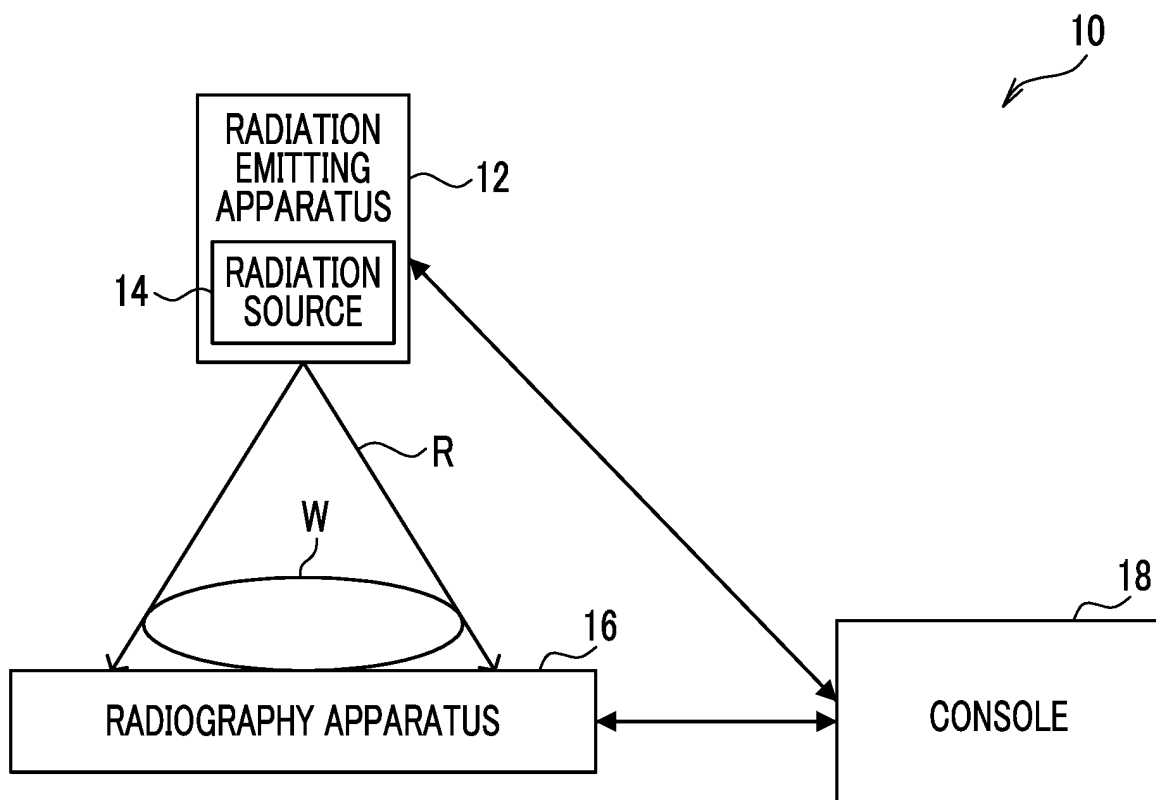 10
RADIATION
EMITTING
APPARATUS
12
14
RADIATION
SOURCE
R
W
16
18
RADIOGRAPHY APPARATUS
CONSOLE